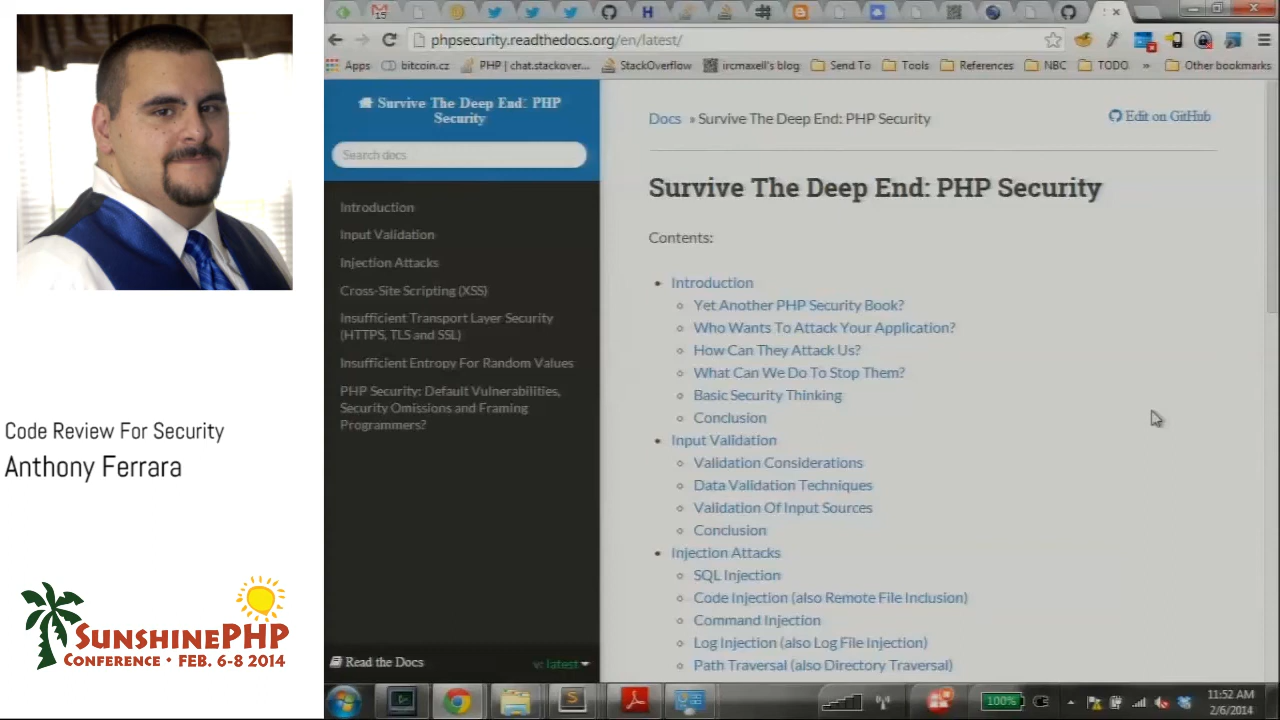 Code Review For Security
Anthony Ferrara
SUNSHINEPHP
CONFERENCE • FEB. 6-8 2014
15
phpsecurity.readthedocs.org/en/latest/
Apps
bitcoin.cz
PHP | chat.stackover...
StackOverflow
ircmaxell's blog
Send To
Tools
References
NBC
TODO
»
Other bookmarks
Survive The Deep End: PHP
Security
Search docs
Introduction
Input Validation
Injection Attacks
Cross-Site Scripting (XSS)
Insufficient Transport Layer Security
(HTTPS, TLS and SSL)
Insufficient Entropy For Random Values
PHP Security: Default Vulnerabilities,
Security Omissions and Framing
Programmers?
Read the Docs
v: latest
Docs » Survive The Deep End: PHP Security
Edit on GitHub
Survive The Deep End: PHP Security
Contents:
• Introduction
◦ Yet Another PHP Security Book?
◦ Who Wants To Attack Your Application?
◦ How Can They Attack Us?
◦ What Can We Do To Stop Them?
◦ Basic Security Thinking
◦ Conclusion
• Input Validation
◦ Validation Considerations
◦ Data Validation Techniques
◦ Validation Of Input Sources
◦ Conclusion
• Injection Attacks
◦ SQL Injection
◦ Code Injection (also Remote File Inclusion)
◦ Command Injection
◦ Log Injection (also Log File Injection)
◦ Path Traversal (also Directory Traversal)
100%
11:52 AM
2/6/2014